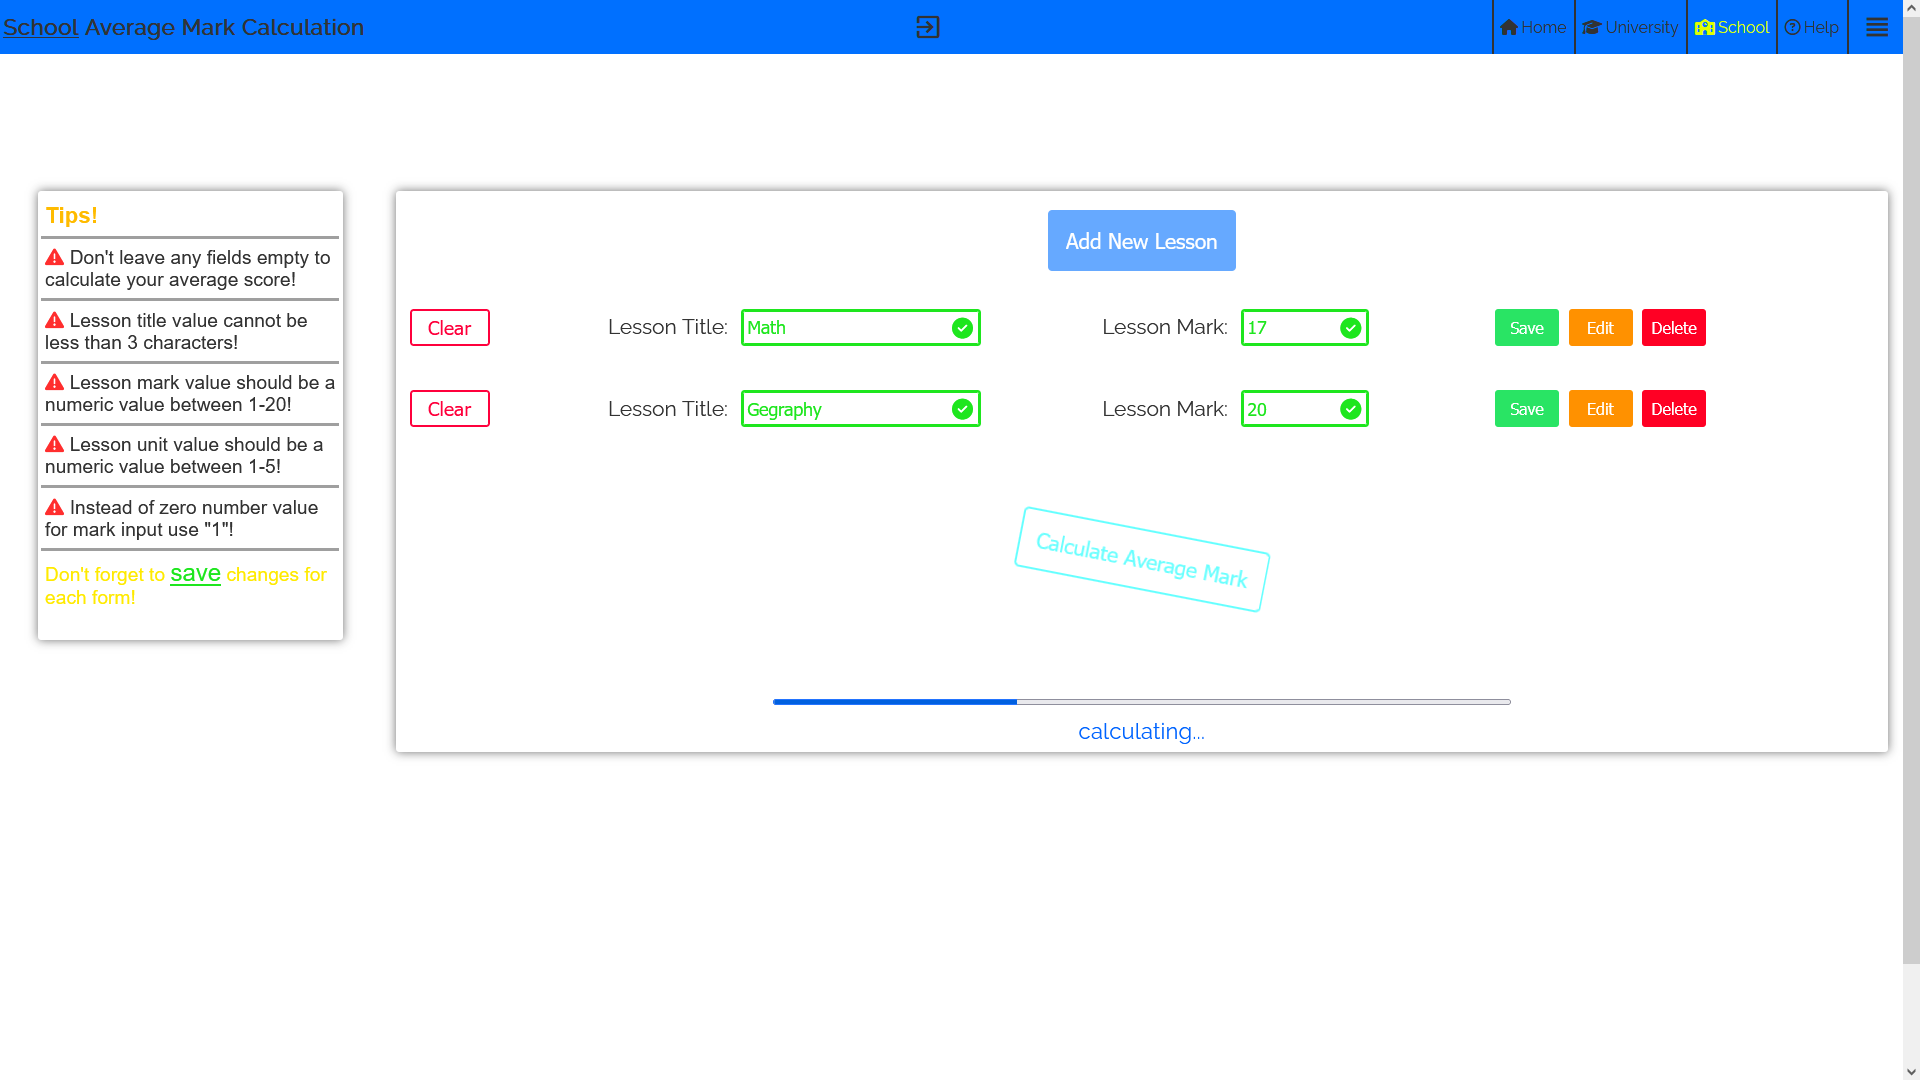 School Average Mark Calculation
Home
University
School
Help
Tips!
Don't leave any fields empty to
calculate your average score!
Lesson title value cannot be
less than 3 characters!
Lesson mark value should be a
numeric value between 1-20!
Lesson unit value should be a
numeric value between 1-5!
Instead of zero number value
for mark input use "1"!
Don't forget to save changes for
each form!
Add New Lesson
Clear Lesson Title: Math Lesson Mark: 17 Save Edit Delete
Clear Lesson Title: Gegraphy Lesson Mark: 20 Save Edit Delete
Calculate Average Mark
calculating...